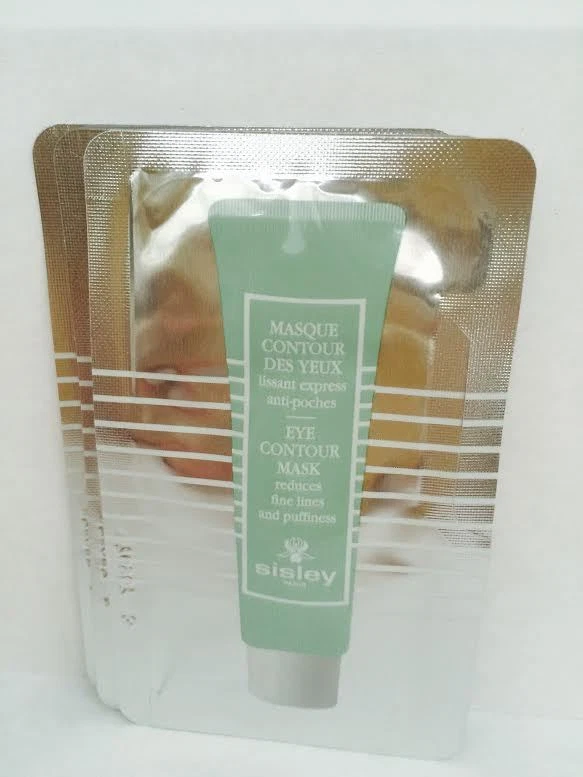 MASQUE
CONTOUR
DES YEUX
lissant express
anti-poches
EYE
CONTOUR
MASK
reduces
fine lines
and puffiness
sisley
PARIS